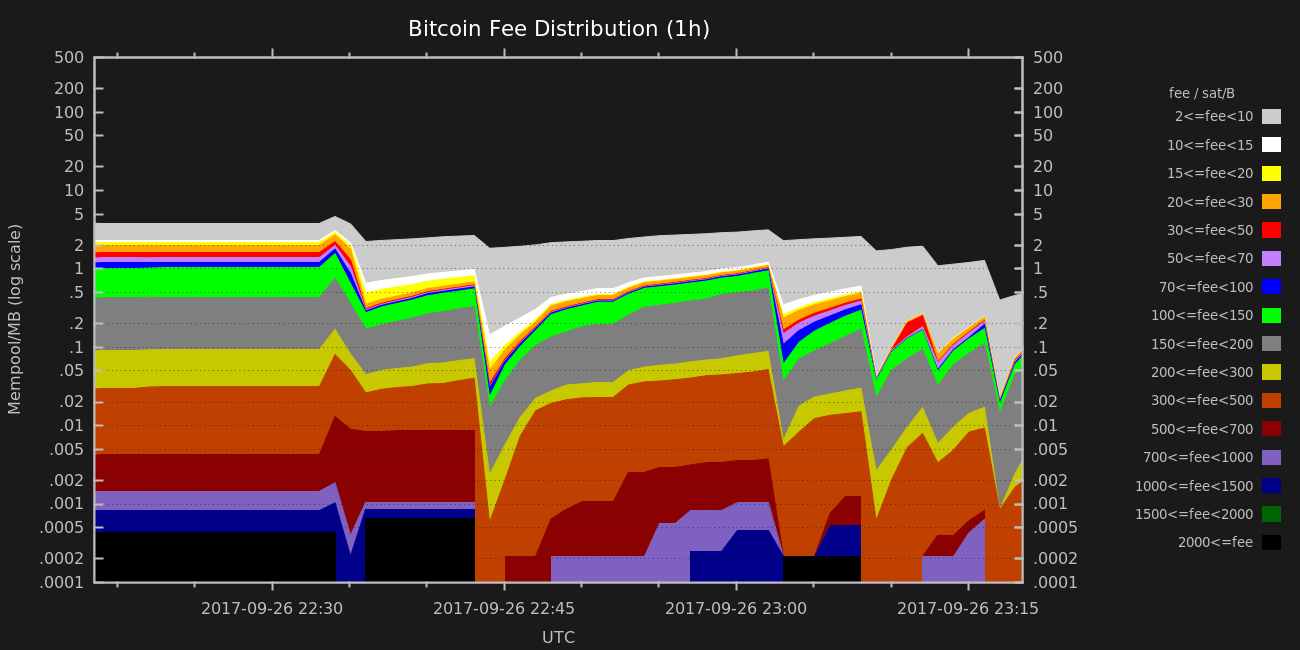 Bitcoin Fee Distribution (1h)
Mempool/MB (log scale)
500
200
100
50
20
10
5
2
1
.5
.2
.1
.05
.02
.01
.005
.002
.001
.0005
.0002
.0001
500
200
100
50
20
10
5
2
1
.5
.2
.1
.05
.02
.01
.005
.002
.001
.0005
.0002
.0001
2017-09-26 22:30 2017-09-26 22:45 2017-09-26 23:00 2017-09-26 23:15
UTC
fee / sat/B
2<=fee<10
10<=fee<15
15<=fee<20
20<=fee<30
30<=fee<50
50<=fee<70
70<=fee<100
100<=fee<150
150<=fee<200
200<=fee<300
300<=fee<500
500<=fee<700
700<=fee<1000
1000<=fee<1500
1500<=fee<2000
2000<=fee